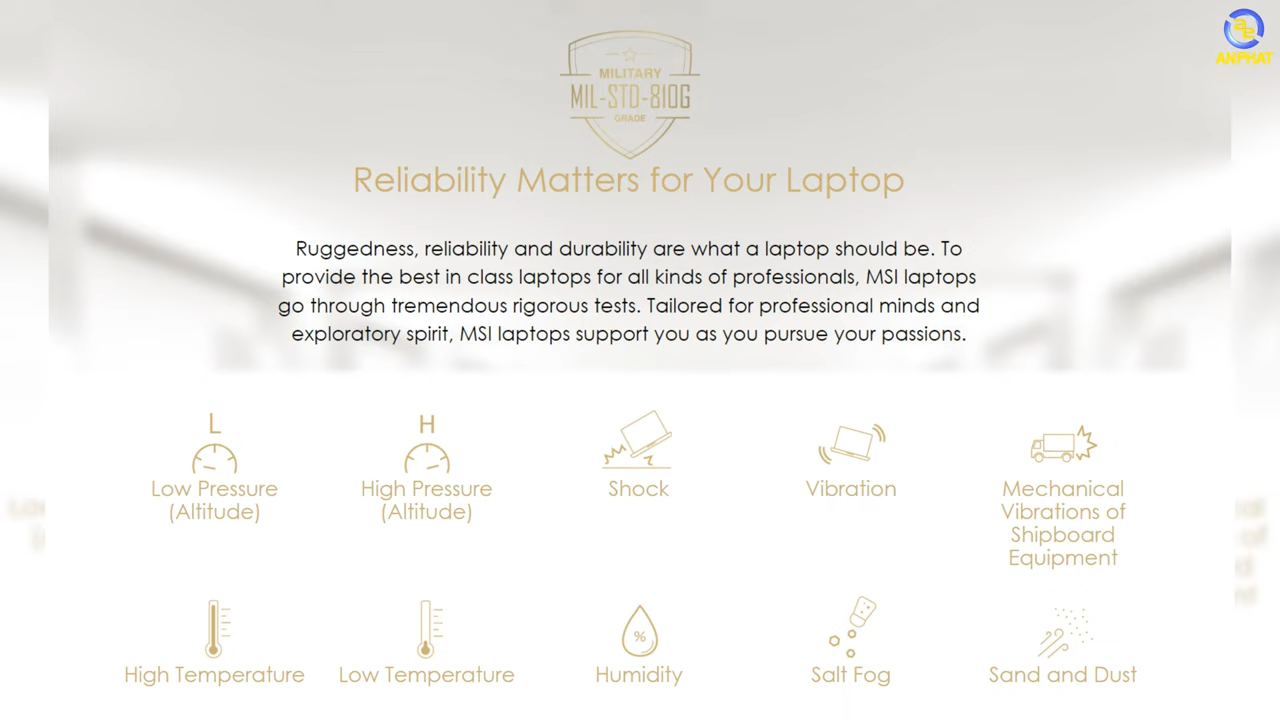 ANPHAT
MILITARY
MIL-STD-810G
GRADE
Reliability Matters for Your Laptop
Ruggedness, reliability and durability are what a laptop should be. To
provide the best in class laptops for all kinds of professionals, MSI laptops
go through tremendous rigorous tests. Tailored for professional minds and
exploratory spirit, MSI laptops support you as you pursue your passions.
L
Low Pressure
(Altitude)
H
High Pressure
(Altitude)
Shock
Vibration
Mechanical
Vibrations of
Shipboard
Equipment
High Temperature
Low Temperature
%
Humidity
Salt Fog
Sand and Dust